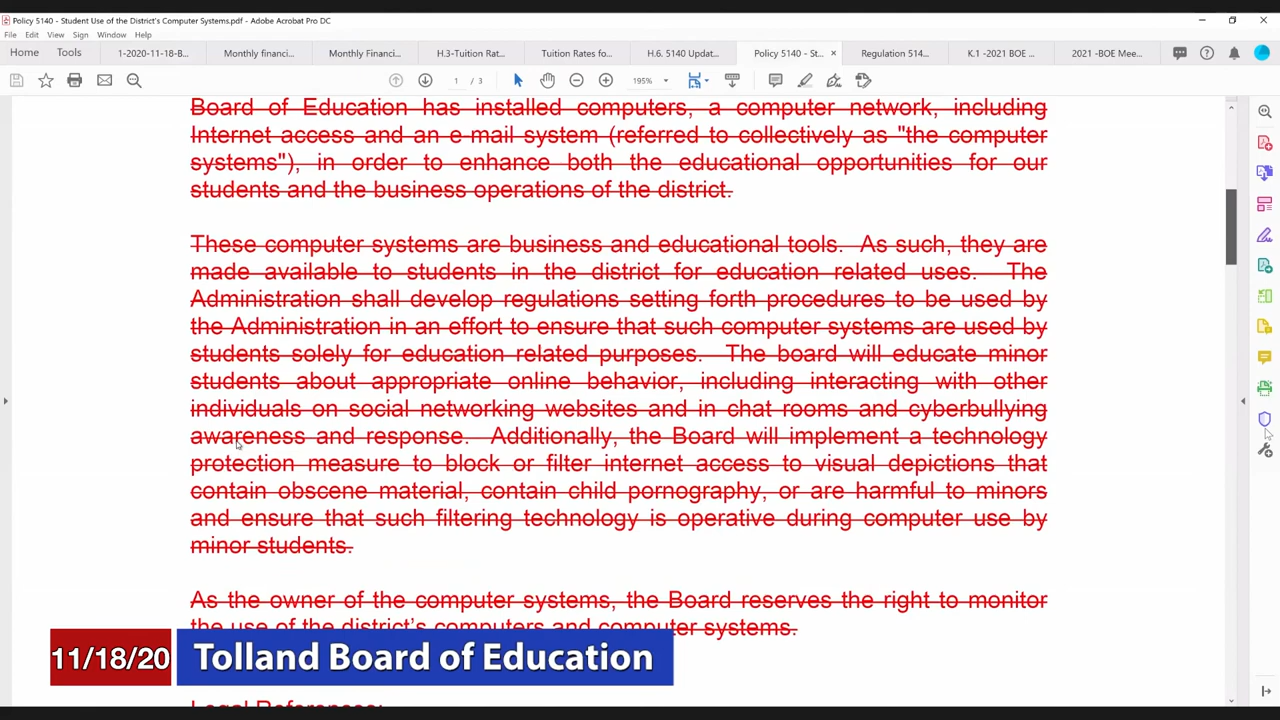 Policy 5140 - Student Use of the District's Computer Systems.pdf - Adobe Acrobat Pro DC
File Edit View Sign Window Help
Home Tools 1-2020-11-18-B... Monthly financi... Monthly Financi... H.3-Tuition Rat... Tuition Rates fo... H.6. 5140 Updat... Policy 5140 - St... × Regulation 514... K.1 -2021 BOE ... 2021 -BOE Mee...
1 / 3 195%
Board of Education has installed computers, a computer network, including
Internet access and an e-mail system (referred to collectively as "the computer
systems"), in order to enhance both the educational opportunities for our
students and the business operations of the district.
These computer systems are business and educational tools. As such, they are
made available to students in the district for education related uses. The
Administration shall develop regulations setting forth procedures to be used by
the Administration in an effort to ensure that such computer systems are used by
students solely for education related purposes. The board will educate minor
students about appropriate online behavior, including interacting with other
individuals on social networking websites and in chat rooms and cyberbullying
awareness and response. Additionally, the Board will implement a technology
protection measure to block or filter internet access to visual depictions that
contain obscene material, contain child pornography, or are harmful to minors
and ensure that such filtering technology is operative during computer use by
minor students.
As the owner of the computer systems, the Board reserves the right to monitor
the use of the district's computers and computer systems.
11/18/20 Tolland Board of Education
Legal References: